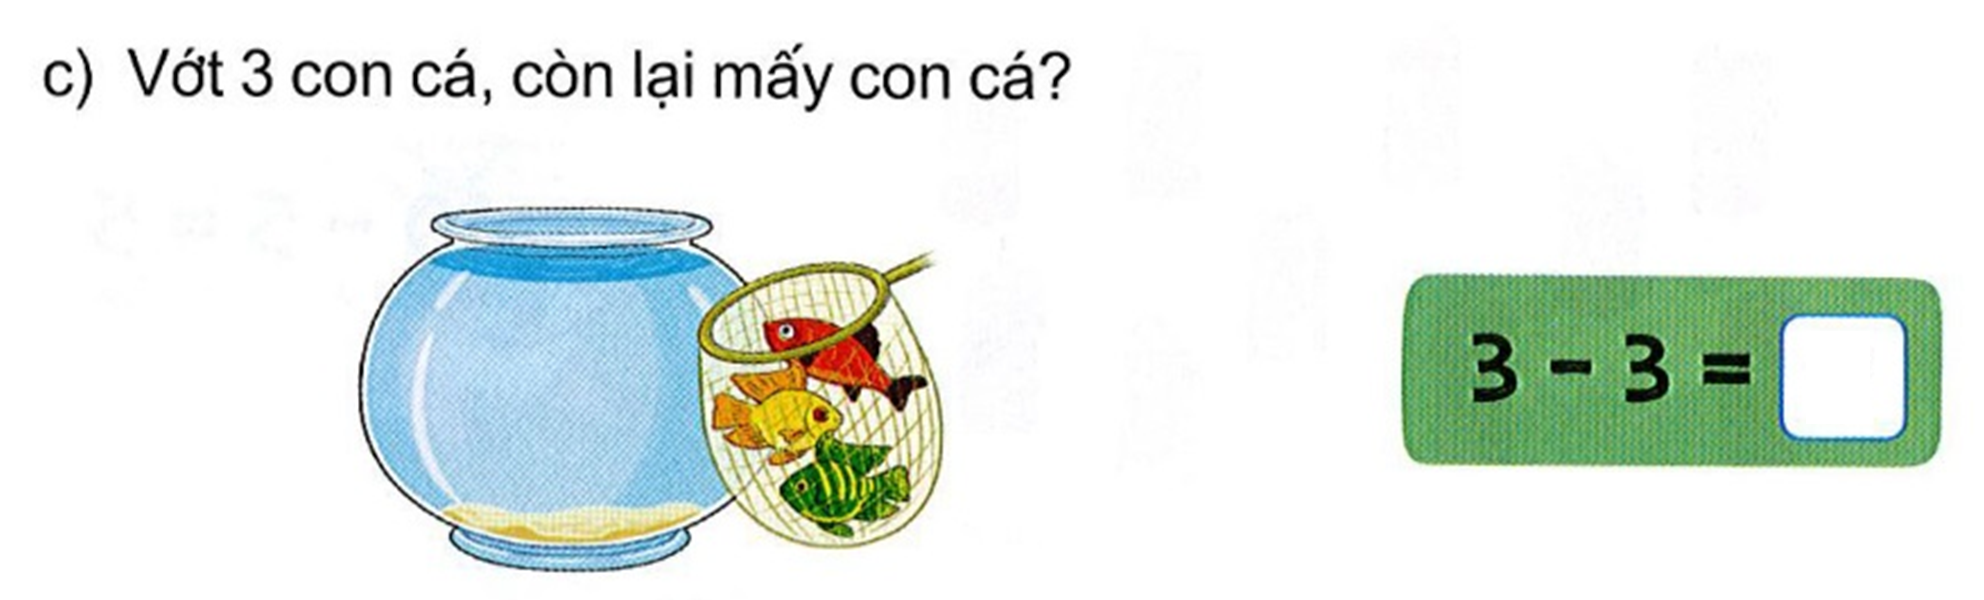 c) Vớt 3 con cá, còn lại mấy con cá?
3 - 3 =